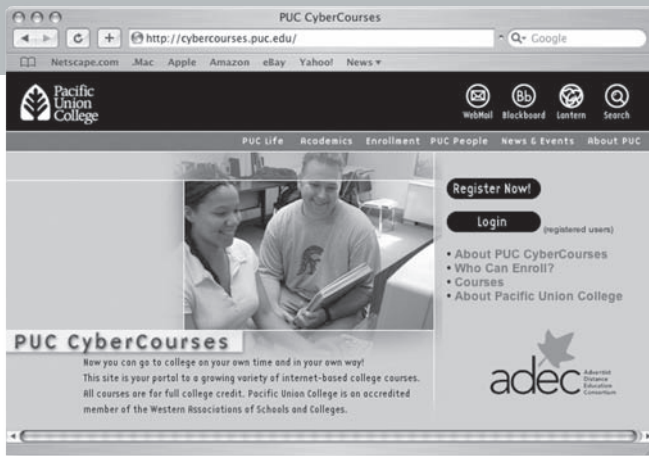 PUC CyberCourses
http://cybercourses.puc.edu/
Google
Netscape.com .Mac Apple Amazon eBay Yahoo! News
Pacific
Union
College
WebMail Bb Blackboard Lantern Search
PUC Life Academics Enrollment PUC People News & Events About PUC
Register Now!
Login (registered users)
• About PUC CyberCourses
• Who Can Enroll?
• Courses
• About Pacific Union College
PUC CyberCourses
Now you can go to college on your own time and in your own way!
This site is your portal to a growing variety of internet-based college courses.
All courses are for full college credit. Pacific Union College is an accredited
member of the Western Associations of Schools and Colleges.
adec
Adventist
Distance
Education
Consortium